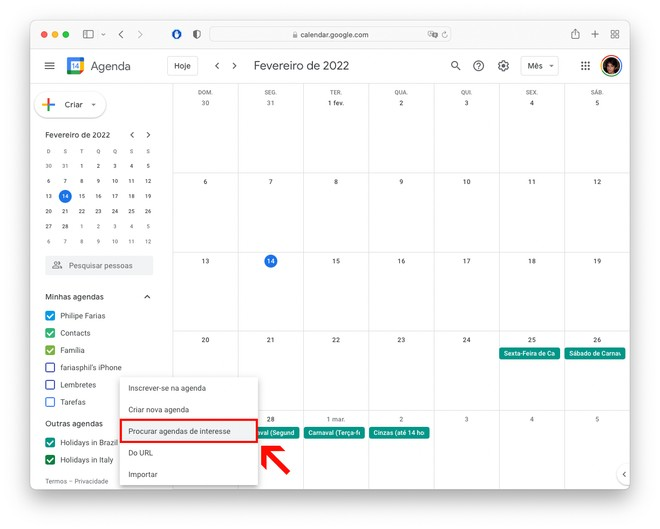 calendar.google.com
14 Agenda Hoje Fevereiro de 2022 Mês
Criar
Fevereiro de 2022
D S T Q Q S S
30 31 1 2 3 4 5
6 7 8 9 10 11 12
13 14 15 16 17 18 19
20 21 22 23 24 25 26
27 28 1 2 3 4 5
6 7 8 9 10 11 12
Pesquisar pessoas
Minhas agendas
Philipe Farias
Contacts
Família
fariasphil's iPhone
Lembretes
Tarefas
Outras agendas
Holidays in Brazil
Holidays in Italy
Termos – Privacidade
DOM. SEG. TER. QUA. QUI. SEX. SÁB.
30 31 1 fev. 2 3 4 5
6 7 8 9 10 11 12
13 14 15 16 17 18 19
20 21 22 23 24 25 26
Sexta-Feira de Ca Sábado de Carnav
28 1 mar. 2 3 4 5
aval (Segund Carnaval (Terça-f Cinzas (até 14 ho
Inscrever-se na agenda
Criar nova agenda
Procurar agendas de interesse
Do URL
Importar